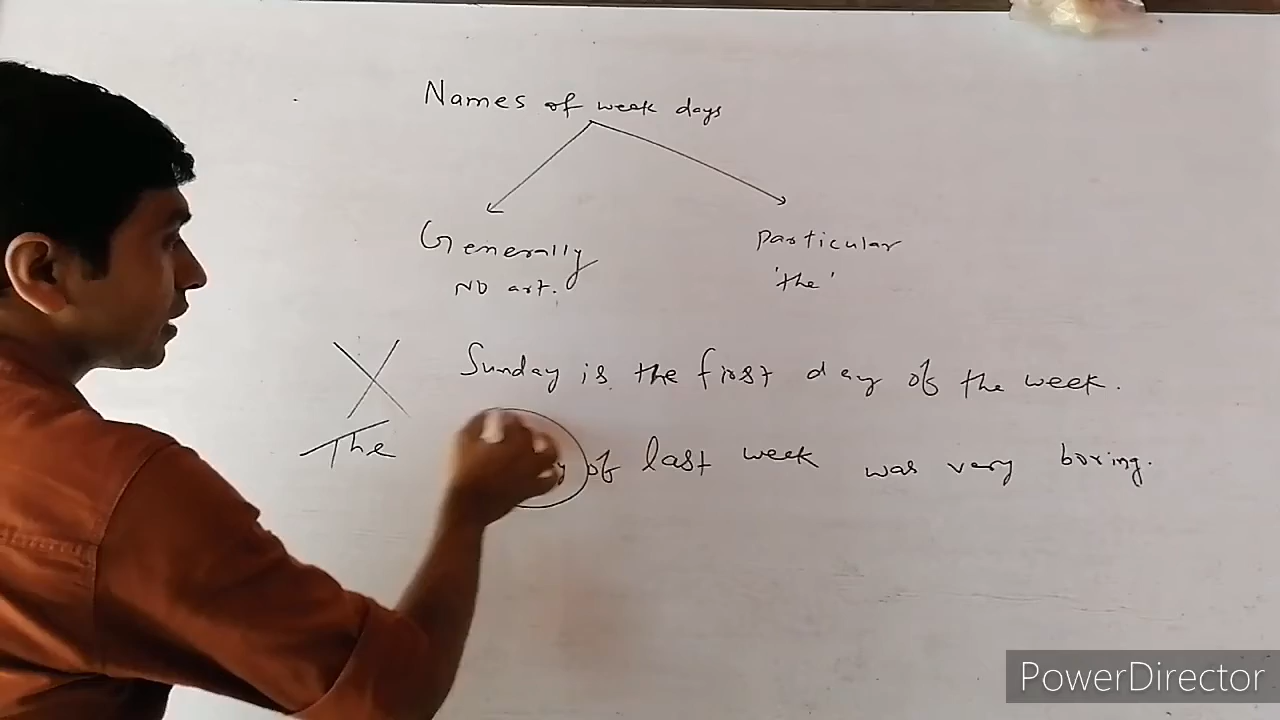 Names of week days
Generally Particular
NO art. 'the'
X Sunday is the first day of the week.
The of last week was very boring.
PowerDirector